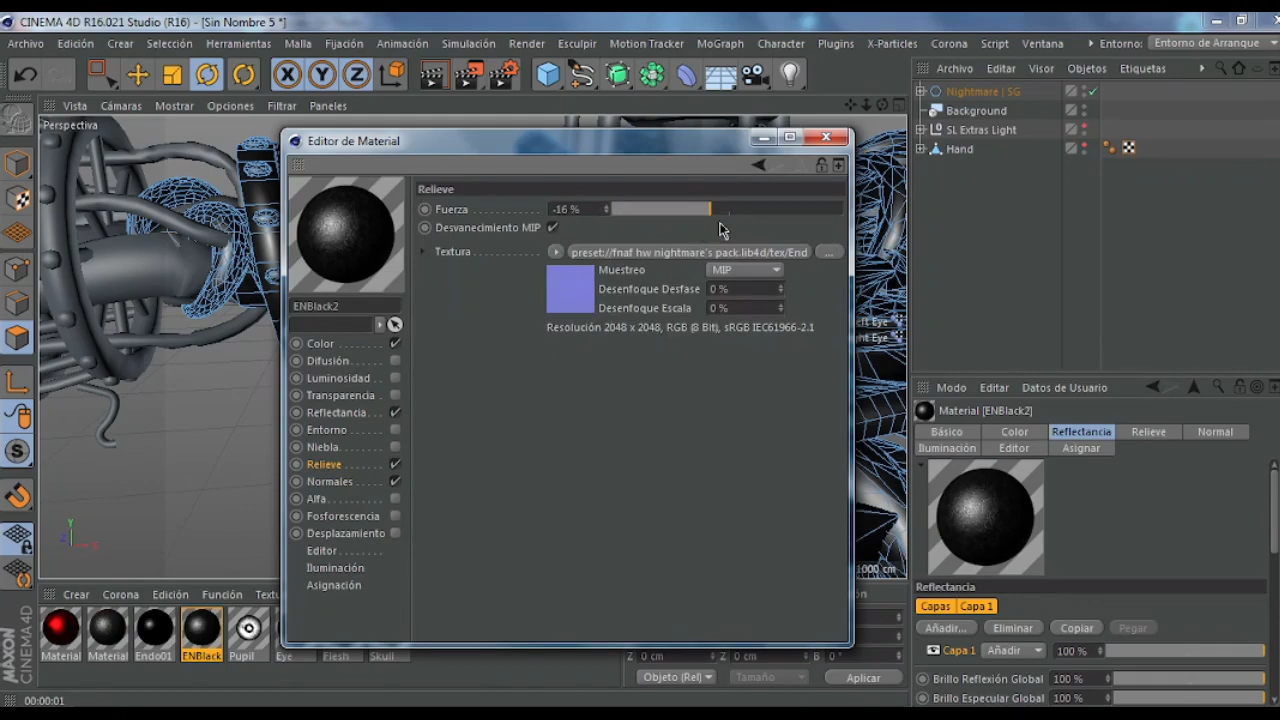 CINEMA 4D R16.021 Studio (R16) - [Sin Nombre 5 *]
Archivo Edición Crear Selección Herramientas Malla Fijación Animación Simulación Render Esculpir Motion Tracker MoGraph Character Plugins X-Particles Corona Script Ventana Entorno: Entorno de Arranque
X Y Z
Archivo Editar Visor Objetos Etiquetas
Vista Cámaras Mostrar Opciones Filtrar Paneles
Perspectiva
Nightmare | SG
Background
SL Extras Light
Hand
Editor de Material
Relieve
Fuerza -16 %
Desvanecimiento MIP
Textura preset://fnaf hw nightmare's pack.lib4d/tex/End ...
Muestreo MIP
Desenfoque Desfase 0 %
Desenfoque Escala 0 %
Resolución 2048 x 2048, RGB (8 Bit), sRGB IEC61966-2.1
ENBlack2
Color
Difusión
Luminosidad
Transparencia
Reflectancia
Entorno
Niebla
Relieve
Normales
Alfa
Fosforescencia
Desplazamiento
Editor
Iluminación
Asignación
Eye
ht Eye
1000 cm
Y
Z X
Modo Editar Datos de Usuario
Material [ENBlack2]
Básico Color Reflectancia Relieve Normal
Iluminación Editor Asignar
Reflectancia
Capas Capa 1
Añadir... Eliminar Copiar Pegar
Capa 1 Añadir 100 %
Brillo Reflexión Global 100 %
Brillo Especular Global 100 %
Crear Corona Edición Función Textu
Material Material Endo01 ENBlack Pupil Eye Flesh Skull
Z 0 cm Z 0 cm B 0 °
Objeto (Rel) Tamaño Aplicar
MAXON
CINEMA 4D
00:00:01